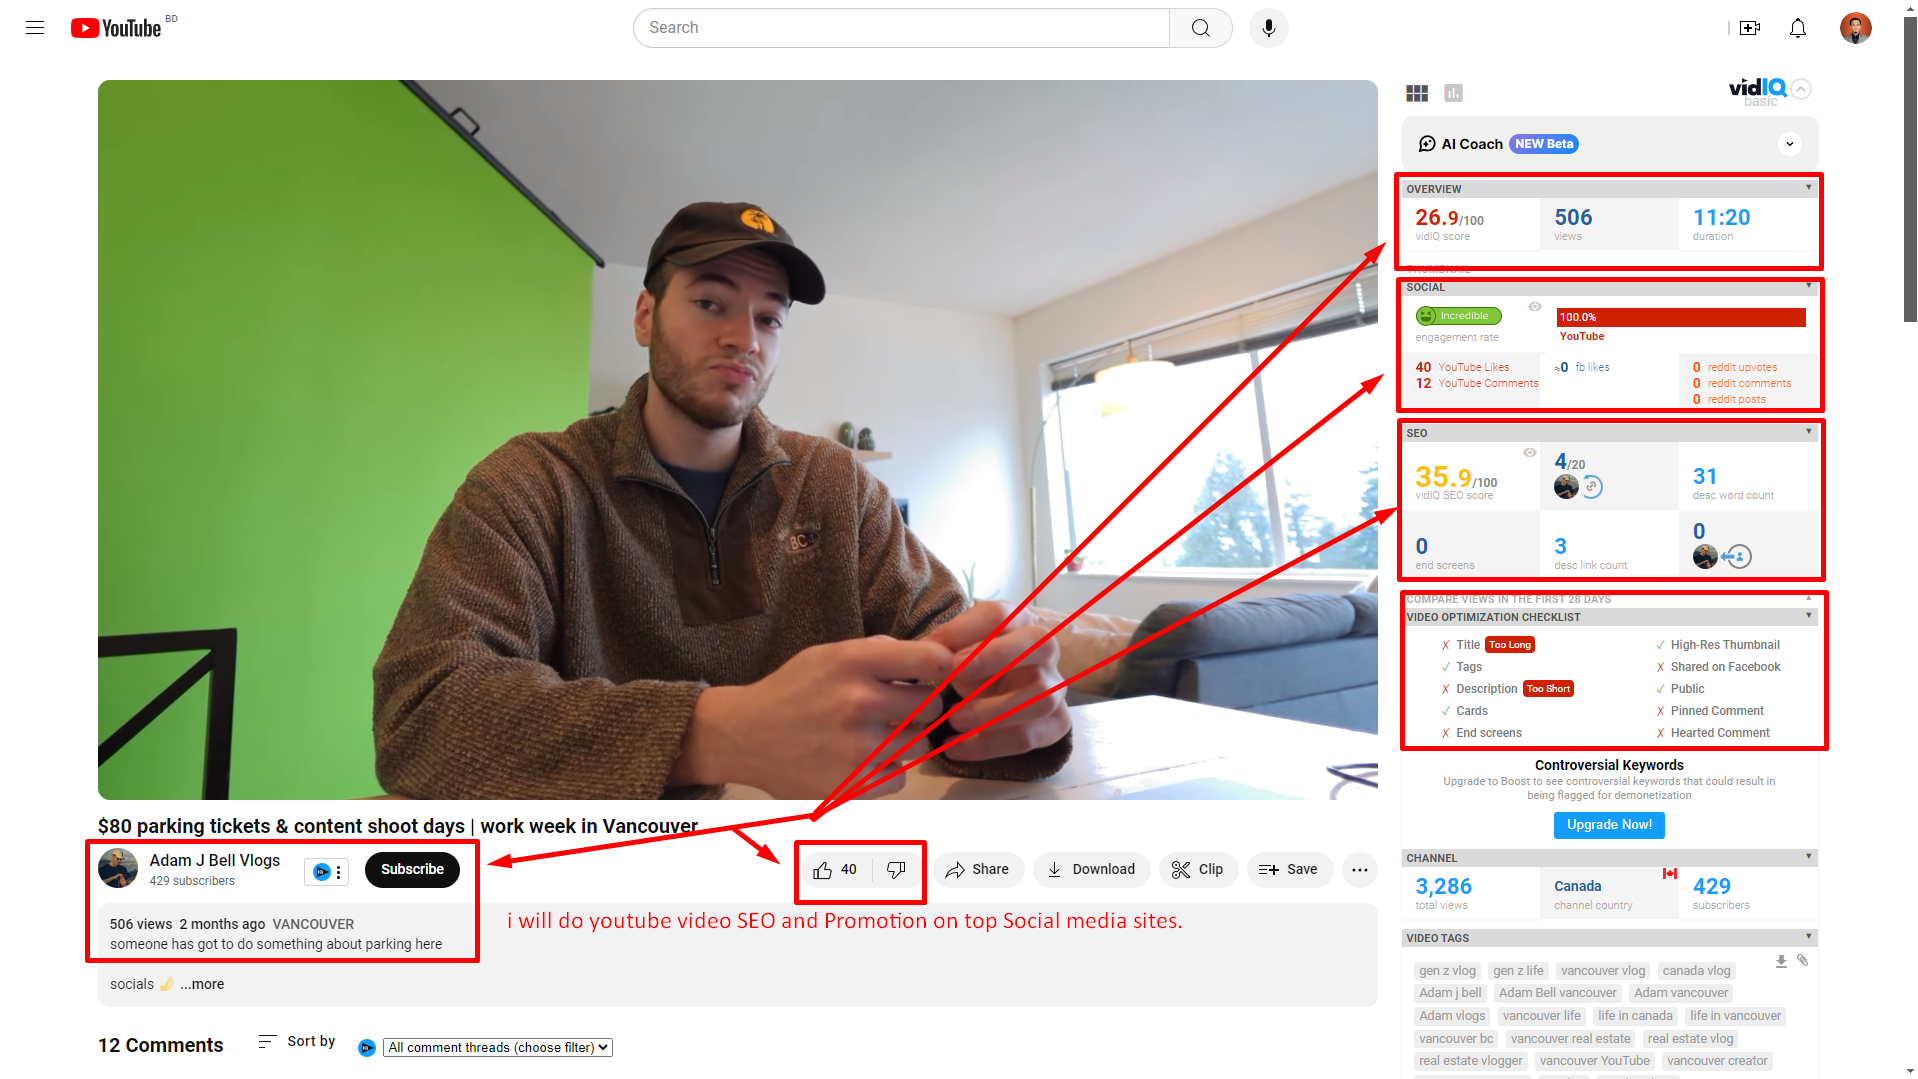 YouTube BD
Search
vidIQ
basic
AI Coach NEW Beta
OVERVIEW
26.9/100
vidIQ score
506
views
11:20
duration
THUMBNAIL
SOCIAL
Incredible
engagement rate
100.0%
YouTube
40 YouTube Likes
12 YouTube Comments
≈0 fb likes
0 reddit upvotes
0 reddit comments
0 reddit posts
SEO
35.9/100
vidIQ SEO score
4/20
31
desc word count
0
end screens
3
desc link count
0
COMPARE VIEWS IN THE FIRST 28 DAYS
VIDEO OPTIMIZATION CHECKLIST
✗ Title Too Long
✓ Tags
✗ Description Too Short
✓ Cards
✗ End screens
✓ High-Res Thumbnail
✗ Shared on Facebook
✓ Public
✗ Pinned Comment
✗ Hearted Comment
Controversial Keywords
Upgrade to Boost to see controversial keywords that could result in
being flagged for demonetization
Upgrade Now!
CHANNEL
3,286
total views
Canada
channel country
429
subscribers
VIDEO TAGS
gen z vlog gen z life vancouver vlog canada vlog
Adam j bell Adam Bell vancouver Adam vancouver
Adam vlogs vancouver life life in canada life in vancouver
vancouver bc vancouver real estate real estate vlog
real estate vlogger vancouver YouTube vancouver creator
$80 parking tickets & content shoot days | work week in Vancouver
Adam J Bell Vlogs
429 subscribers
Subscribe
40
Share
Download
Clip
Save
506 views 2 months ago VANCOUVER
someone has got to do something about parking here
i will do youtube video SEO and Promotion on top Social media sites.
socials ...more
12 Comments
Sort by
All comment threads (choose filter)